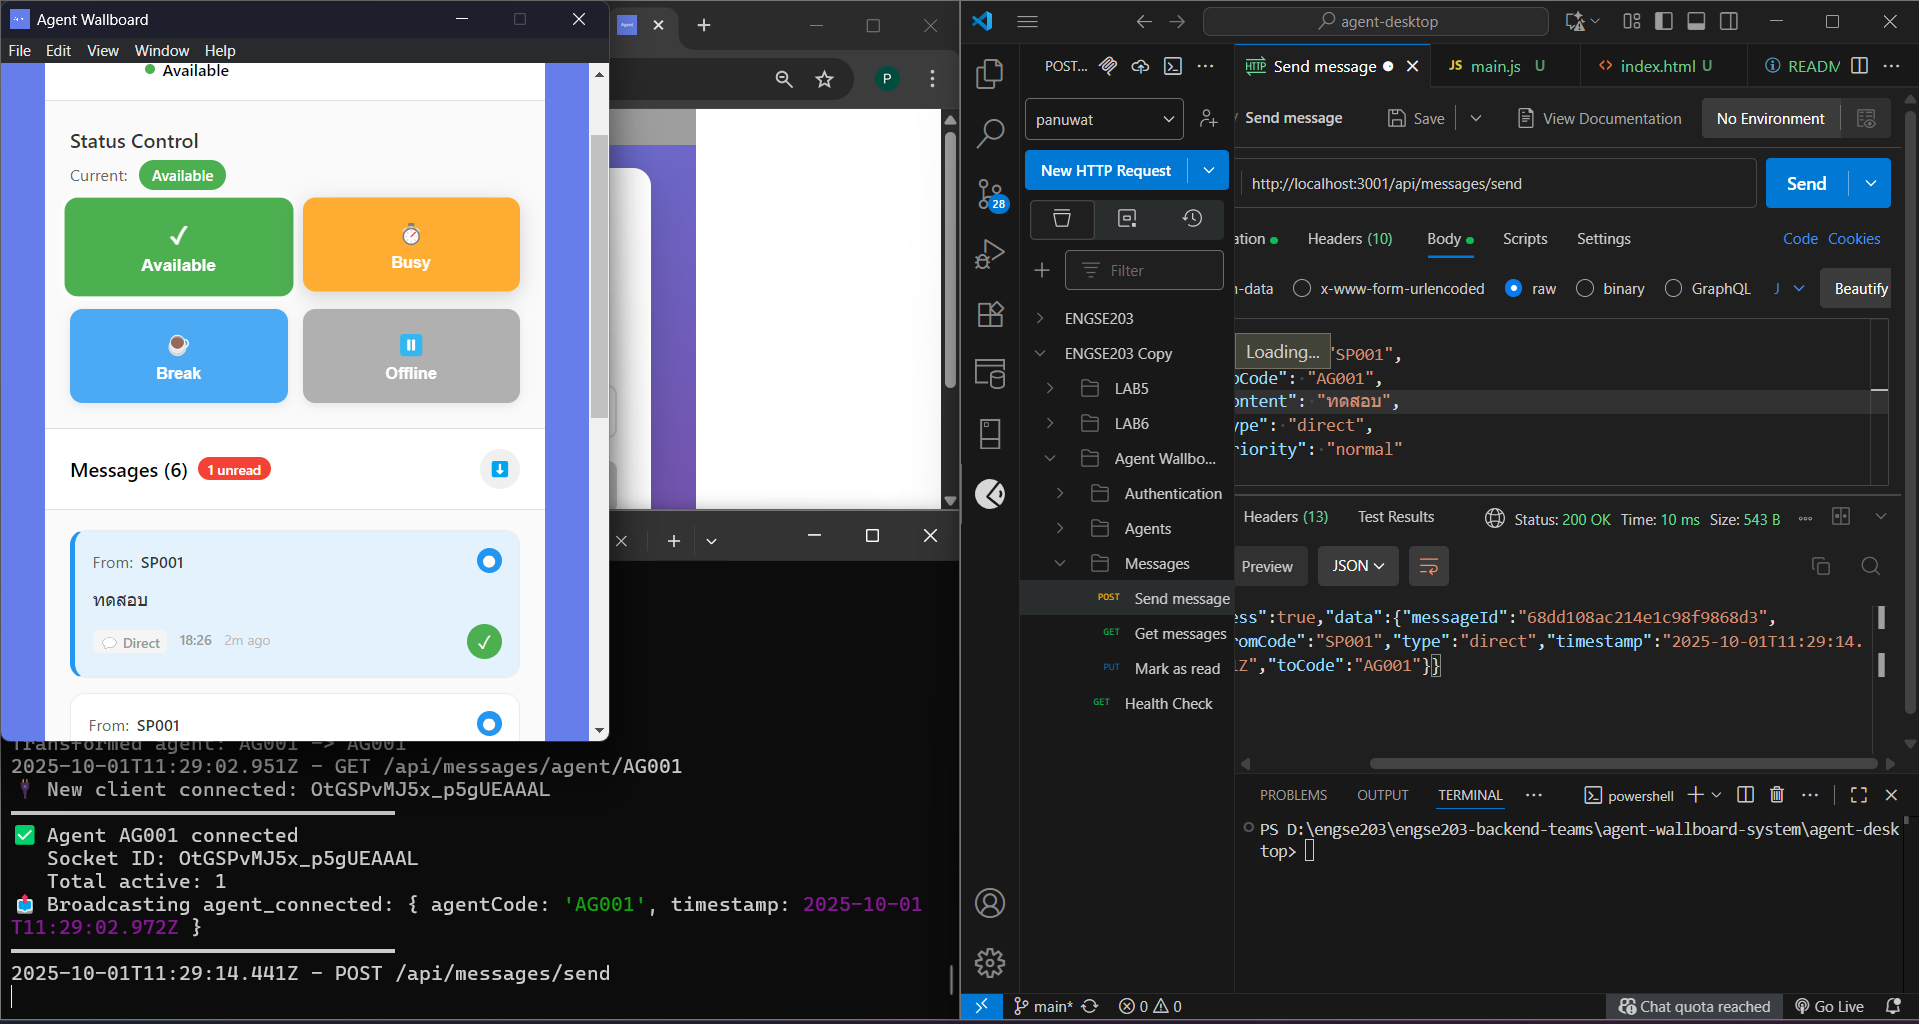 Agent Wallboard
File Edit View Window Help
Available
Status Control
Current: Available
Available
Busy
Break
Offline
Messages (6) 1 unread
From: SP001
ทดสอบ
Direct 18:26 2m ago
From: SP001
P
Transformed agent: AG001 -> AG001
2025-10-01T11:29:02.951Z - GET /api/messages/agent/AG001
New client connected: OtGSPvMJ5x_p5gUEAAAL
Agent AG001 connected
Socket ID: OtGSPvMJ5x_p5gUEAAAL
Total active: 1
Broadcasting agent_connected: { agentCode: 'AG001', timestamp: 2025-10-01
T11:29:02.972Z }
2025-10-01T11:29:14.441Z - POST /api/messages/send
agent-desktop
POST...
HTTP Send message
JS main.js U
<> index.html U
READM
panuwat
New HTTP Request
28
Filter
ENGSE203
ENGSE203 Copy
LAB5
LAB6
Agent Wallbo...
Authentication
Agents
Messages
POST Send message
GET Get messages
PUT Mark as read
GET Health Check
/ Send message
Save
View Documentation
No Environment
http://localhost:3001/api/messages/send
Send
ation Headers (10) Body Scripts Settings Code Cookies
n-data x-www-form-urlencoded raw binary GraphQL J Beautify
Loading... "SP001",
oCode": "AG001",
ontent": "ทดสอบ",
ype": "direct",
riority": "normal"
Headers (13) Test Results Status: 200 OK Time: 10 ms Size: 543 B
Preview JSON
ess":true,"data":{"messageId":"68dd108ac214e1c98f9868d3",
romCode":"SP001","type":"direct","timestamp":"2025-10-01T11:29:14.
1Z","toCode":"AG001"}}
PROBLEMS OUTPUT TERMINAL ... powershell
PS D:\engse203\engse203-backend-teams\agent-wallboard-system\agent-desk
top>
main* 0 0 Chat quota reached Go Live